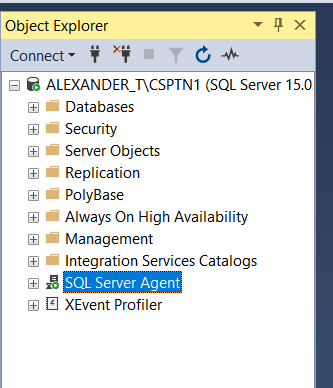 Object Explorer
Connect
ALEXANDER_T\CSPTN1 (SQL Server 15.0
Databases
Security
Server Objects
Replication
PolyBase
Always On High Availability
Management
Integration Services Catalogs
SQL Server Agent
XEvent Profiler